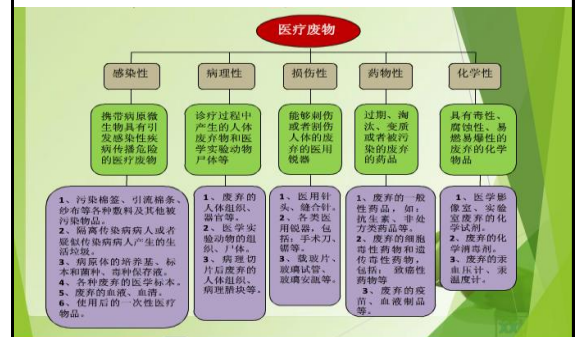 医疗废物
感染性
病理性
损伤性
药物性
化学性
携带病原微
生物具有引
发感染性疾
病传播危险
的医疗废物
诊疗过程中
产生的人体
废弃物和医
学实验动物
尸体等
能够刺伤
或者割伤
人体的废
弃的医用
锐器
过期、淘
汰、变质
或者被污
染的废弃
的药品
具有毒性、
腐蚀性、易
燃易爆性的
废弃的化学
物品
1、污染棉签、引流棉条、
纱布等各种敷料及其他被
污染物品。
2、隔离传染病病人或者
疑似传染病病人产生的生
活垃圾。
3、病原体的培养基、标
本和菌种、毒种保存液。
4、各种废弃的医学标本。
5、废弃的血液、血清。
6、使用后的一次性医疗
物品。
1、废弃的
人体组织、
器官等。
2、医学实
验动物的组
织、尸体。
3、病理切
片后废弃的
人体组织、
病理腊块等。
1、医用针
头、缝合针。
2、各类医
用锐器，包
括：手术刀、
锯等。
3、载玻片、
玻璃试管、
玻璃安瓿等。
1、废弃的一般
性药品，如：
抗生素、非处
方类药品等。
2、废弃的细胞
毒性药物和遗
传毒性药物，
包括：致癌性
药物等
3、废弃的疫
苗、血液制品
等。
1、医学影
像室、实验
室废弃的化
学试剂。
2、废弃的化
学消毒剂。
3、废弃的汞
血压计、汞
温度计。